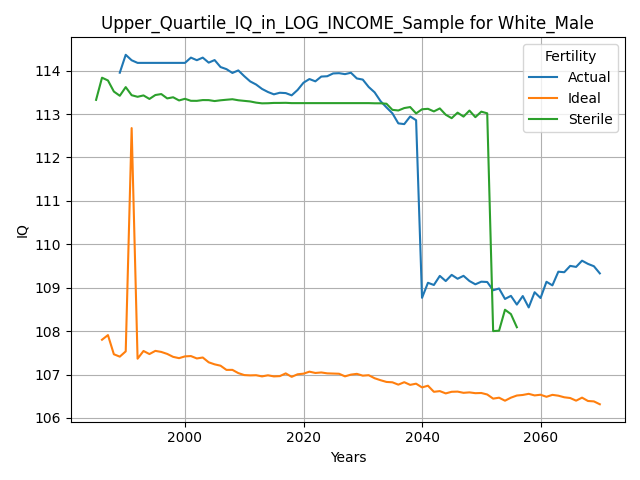 Upper_Quartile_IQ_in_LOG_INCOME_Sample for White_Male
Fertility
Actual
Ideal
Sterile
IQ
114
113
112
111
110
109
108
107
106
2000
2020
2040
2060
Years